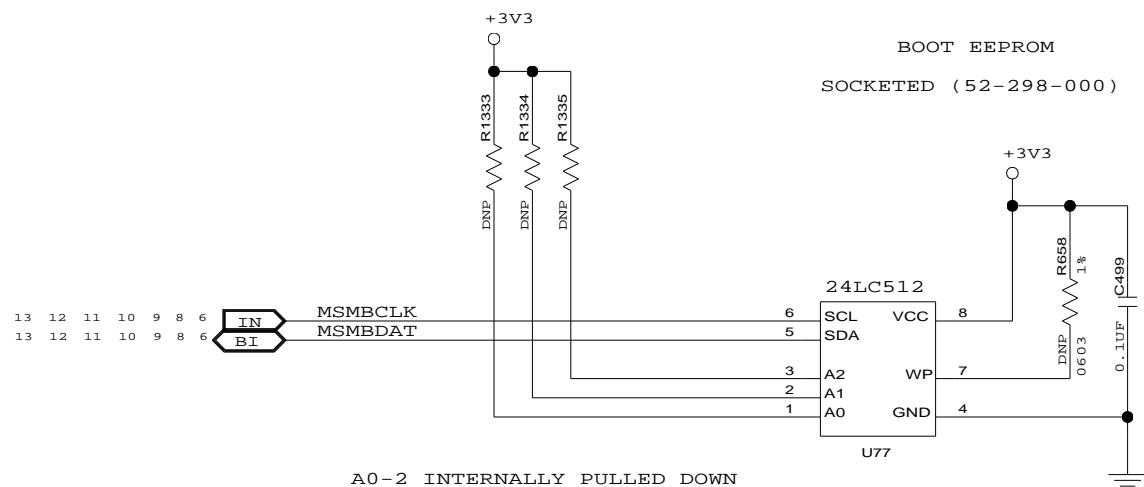 +3V3
BOOT EEPROM
SOCKETED (52-298-000)
R1333
R1334
R1335
DNP
DNP
DNP
+3V3
R658
1%
DNP
0603
C499
0.1UF
24LC512
13 12 11 10 9 8 6 IN MSMBCLK 6 SCL VCC 8
13 12 11 10 9 8 6 BI MSMBDAT 5 SDA
3 A2 WP 7
2 A1
1 A0 GND 4
U77
A0-2 INTERNALLY PULLED DOWN